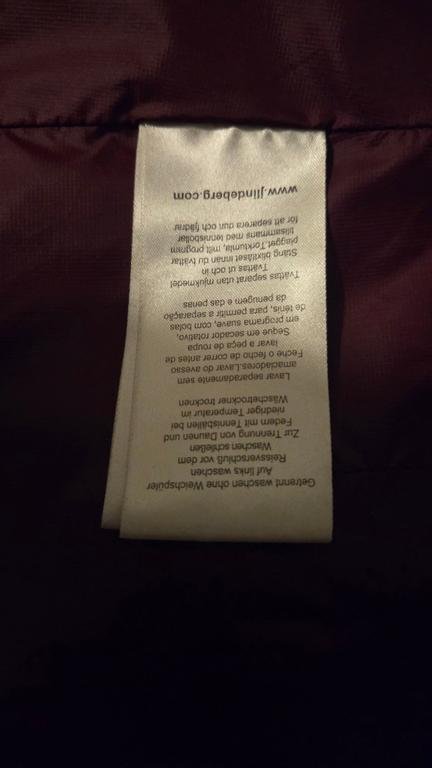 Getrennt waschen ohne Weichspüler
Auf links waschen
Reissverschluß vor dem
Waschen schließen
Zur Trennung von Daunen und
Federn mit Tennisbällen bei
niedriger Temperatur im
Wäschetrockner trocknen
Lavar separadamente sem
amaciadores.Lavar do avesso
Feche o fecho de correr antes de
lavar a peça de roupa
Seque em secador rotativo,
em programa suave, com bolas
de ténis, para permitir a separação
da penugem e das penas
Tvättas separat utan mjukmedel
Tvättas ut och in
Stäng blixtlåset innan du tvättar
plagget.Torktumla, mitt program
tillsammans med tennisbollar
för att separera dun och fjädrar
www.jlindeberg.com